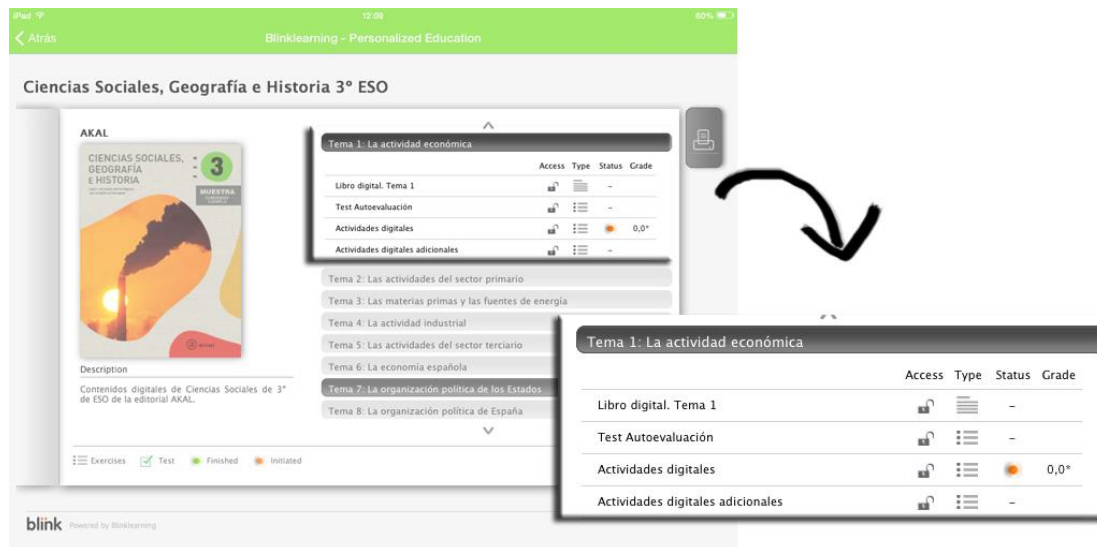 iPad 12:09 60%
Atrás Blinklearning - Personalized Education
Ciencias Sociales, Geografía e Historia 3º ESO
AKAL
CIENCIAS SOCIALES,
GEOGRAFÍA
E HISTORIA
3
MUESTRA
akal
Description
Contenidos digitales de Ciencias Sociales de 3º
de ESO de la editorial AKAL.
Tema 1: La actividad económica
Access Type Status Grade
Libro digital. Tema 1 -
Test Autoevaluación -
Actividades digitales 0,0*
Actividades digitales adicionales -
Tema 2: Las actividades del sector primario
Tema 3: Las materias primas y las fuentes de energía
Tema 4: La actividad industrial
Tema 5: Las actividades del sector terciario
Tema 6: La economía española
Tema 7: La organización política de los Estados
Tema 8: La organización política de España
Exercises Test Finished Initiated
blink Powered by Blinklearning
Tema 1: La actividad económica
Access Type Status Grade
Libro digital. Tema 1 -
Test Autoevaluación -
Actividades digitales 0,0*
Actividades digitales adicionales -